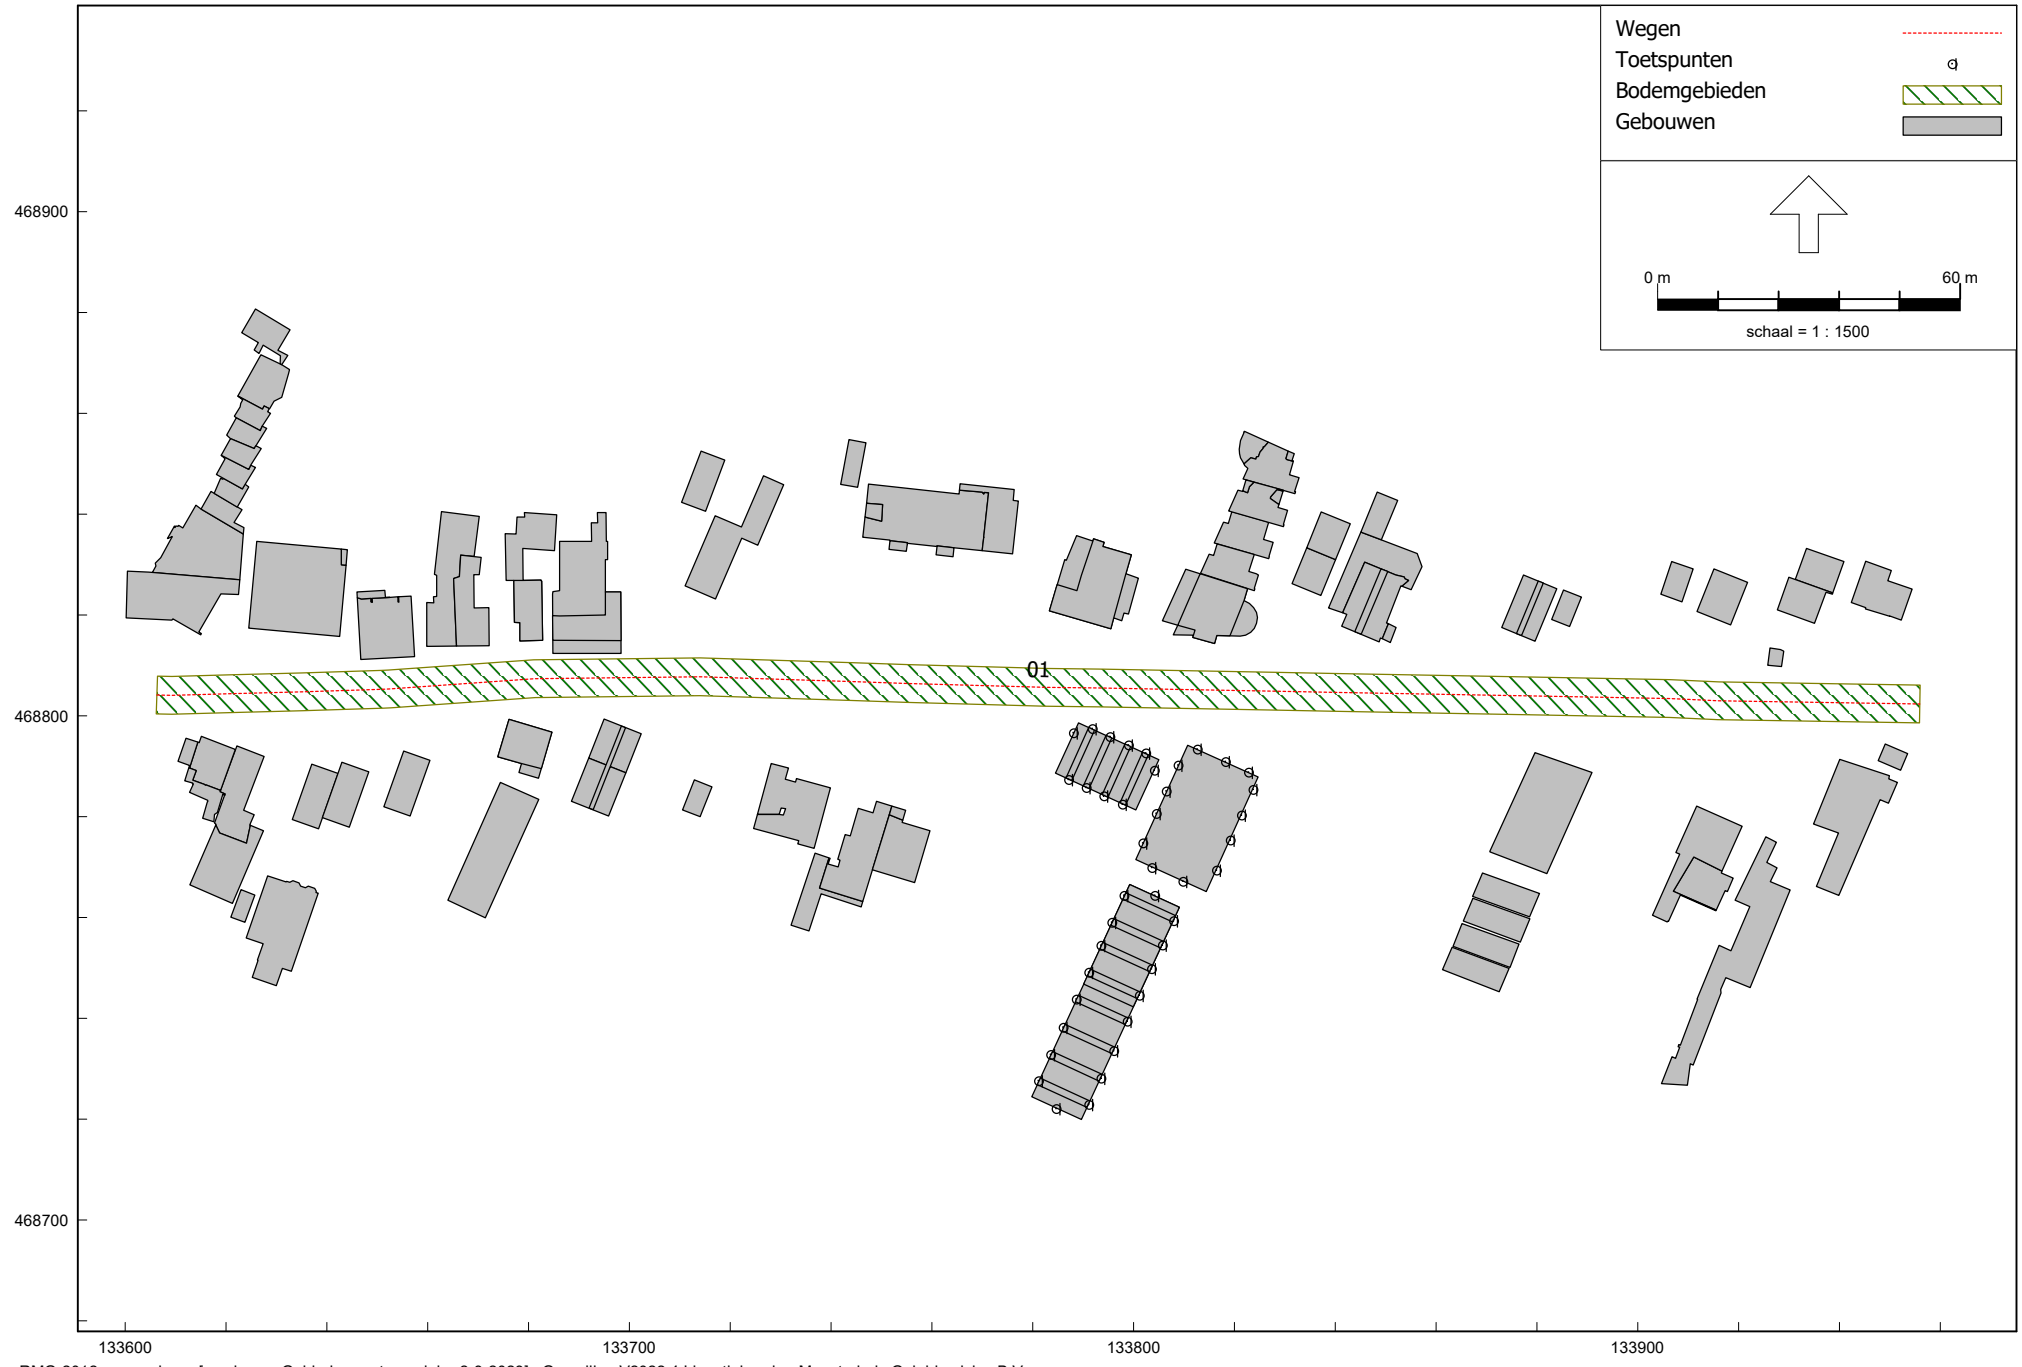 Wegen
Toetspunten
Bodemgebieden
Gebouwen
0 m 60 m
schaal = 1 : 1500
468900
01
468800
468700
133600 133700 133800 133900